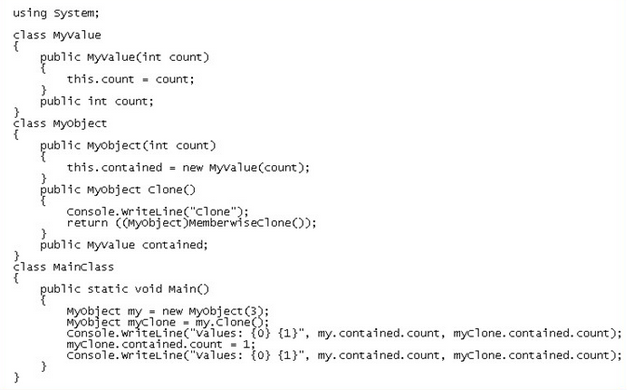 using System;
class MyValue
{
public MyValue(int count)
{
this.count = count;
}
public int count;
}
class MyObject
{
public MyObject(int count)
{
this.contained = new MyValue(count);
}
public MyObject Clone()
{
Console.WriteLine("Clone");
return ((MyObject)MemberwiseClone());
}
public MyValue contained;
}
class MainClass
{
public static void Main()
{
MyObject my = new MyObject(3);
MyObject myClone = my.Clone();
Console.WriteLine("Values: {0} {1}", my.contained.count, myClone.contained.count);
myClone.contained.count = 1;
Console.WriteLine("Values: {0} {1}", my.contained.count, myClone.contained.count);
}
}